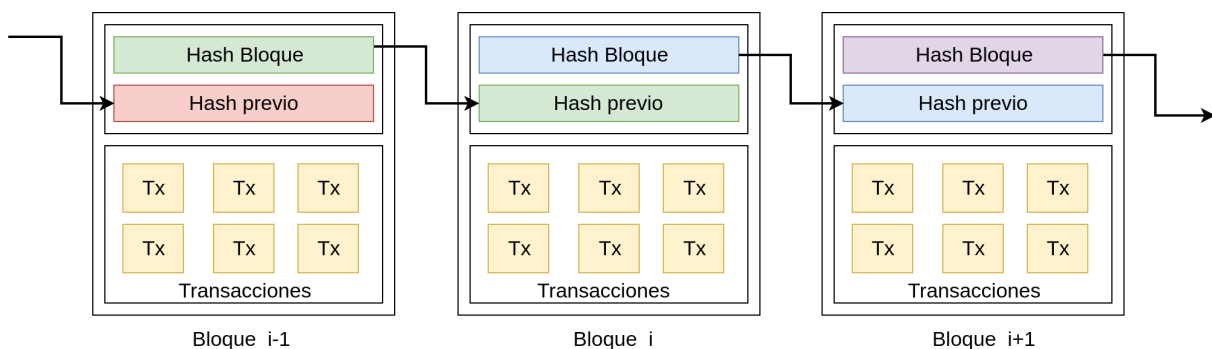 Hash Bloque
Hash previo
Tx Tx Tx
Tx Tx Tx
Transacciones
Bloque i-1
Hash Bloque
Hash previo
Tx Tx Tx
Tx Tx Tx
Transacciones
Bloque i
Hash Bloque
Hash previo
Tx Tx Tx
Tx Tx Tx
Transacciones
Bloque i+1